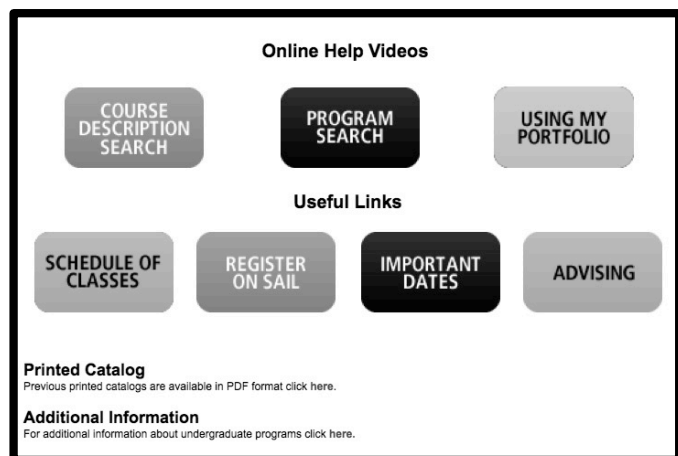 Online Help Videos
COURSE
DESCRIPTION
SEARCH
PROGRAM
SEARCH
USING MY
PORTFOLIO
Useful Links
SCHEDULE OF
CLASSES
REGISTER
ON SAIL
IMPORTANT
DATES
ADVISING
Printed Catalog
Previous printed catalogs are available in PDF format click here.
Additional Information
For additional information about undergraduate programs click here.